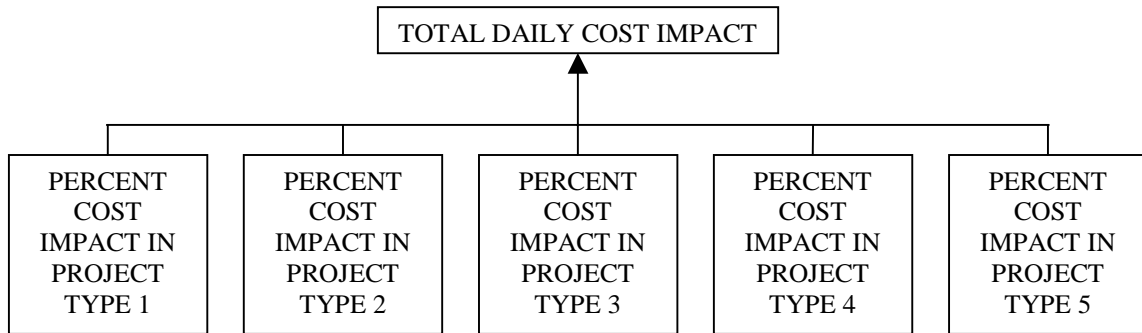 TOTAL DAILY COST IMPACT
PERCENT
COST
IMPACT IN
PROJECT
TYPE 1
PERCENT
COST
IMPACT IN
PROJECT
TYPE 2
PERCENT
COST
IMPACT IN
PROJECT
TYPE 3
PERCENT
COST
IMPACT IN
PROJECT
TYPE 4
PERCENT
COST
IMPACT IN
PROJECT
TYPE 5